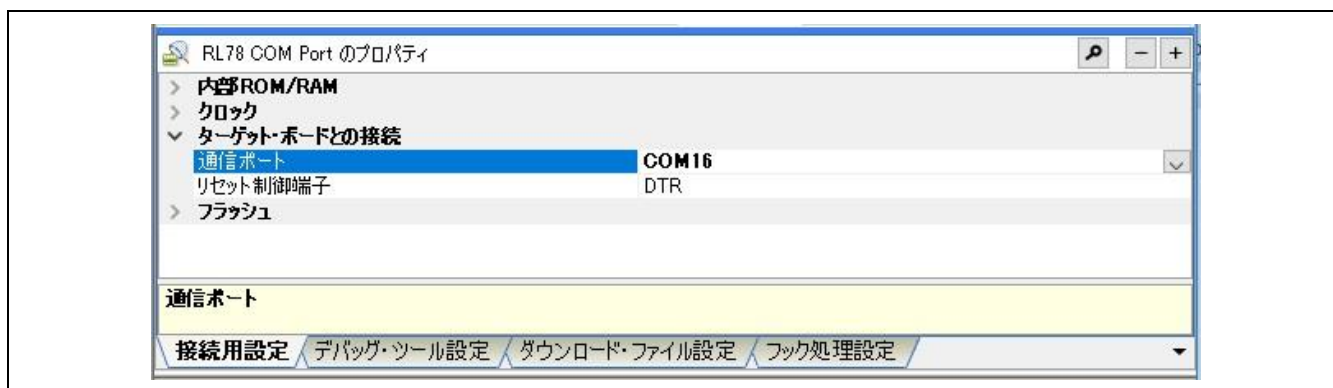 RL78 COM Port のプロパティ
内部ROM/RAM
クロック
ターゲット・ボードとの接続
通信ポート COM16
リセット制御端子 DTR
フラッシュ
通信ポート
接続用設定 デバッグ・ツール設定 ダウンロード・ファイル設定 フック処理設定